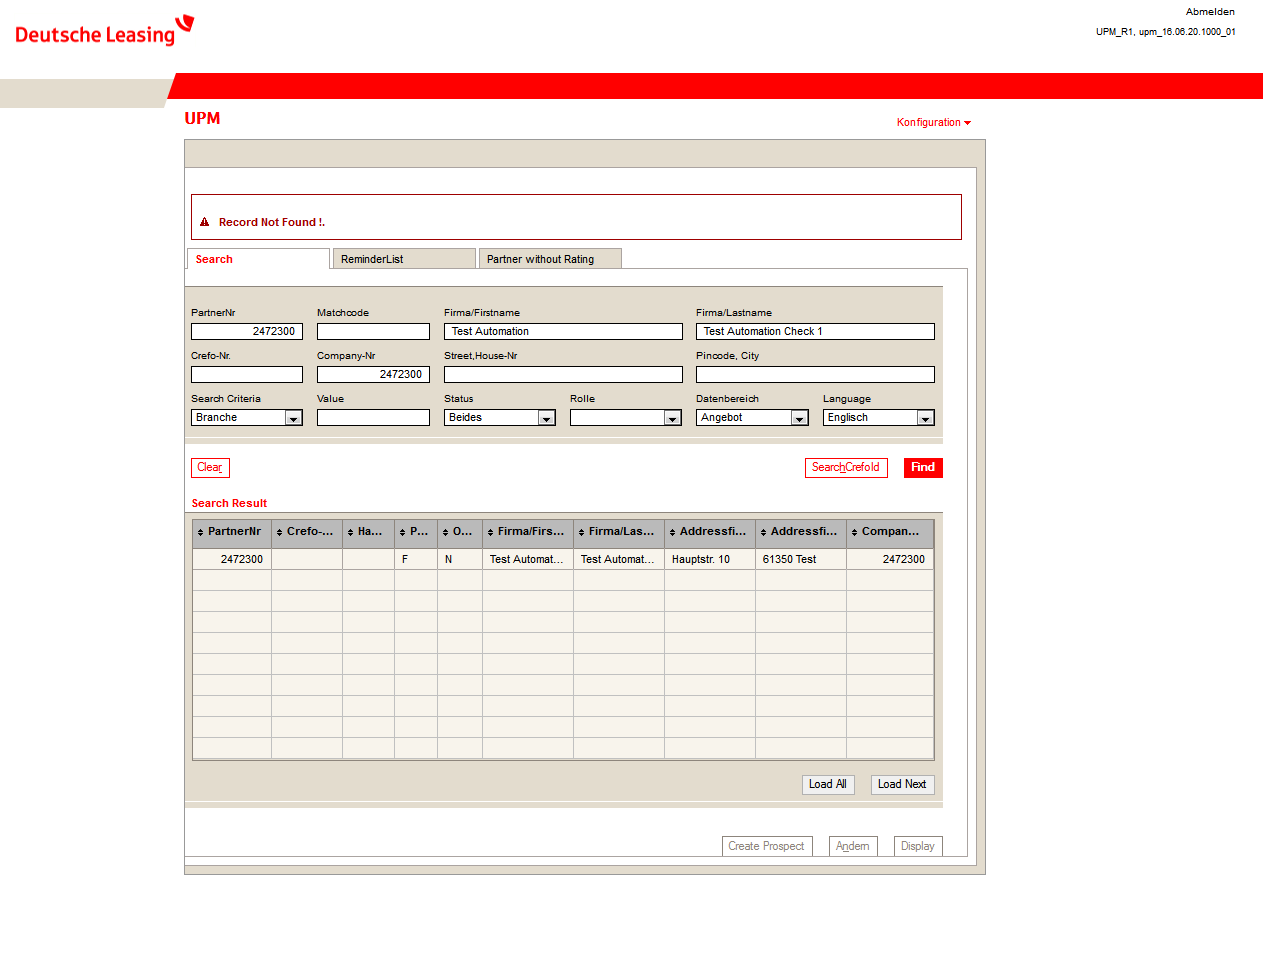 Abmelden
Deutsche Leasing
UPM_R1, upm_16.06.20.1000_01
UPM
Konfiguration
Record Not Found !.
Search ReminderList Partner without Rating
PartnerNr Matchcode Firma/Firstname Firma/Lastname
2472300 Test Automation Test Automation Check 1
Crefo-Nr. Company-Nr Street,House-Nr Pincode, City
2472300
Search Criteria Value Status Rolle Datenbereich Language
Branche Beides Angebot Englisch
Clear SearchCrefoId Find
Search Result
PartnerNr Crefo-... Ha... P... O... Firma/Firs... Firma/Las... Addressfi... Addressfi... Compan...
2472300 F N Test Automat... Test Automat... Hauptstr. 10 61350 Test 2472300
Load All Load Next
Create Prospect Andern Display